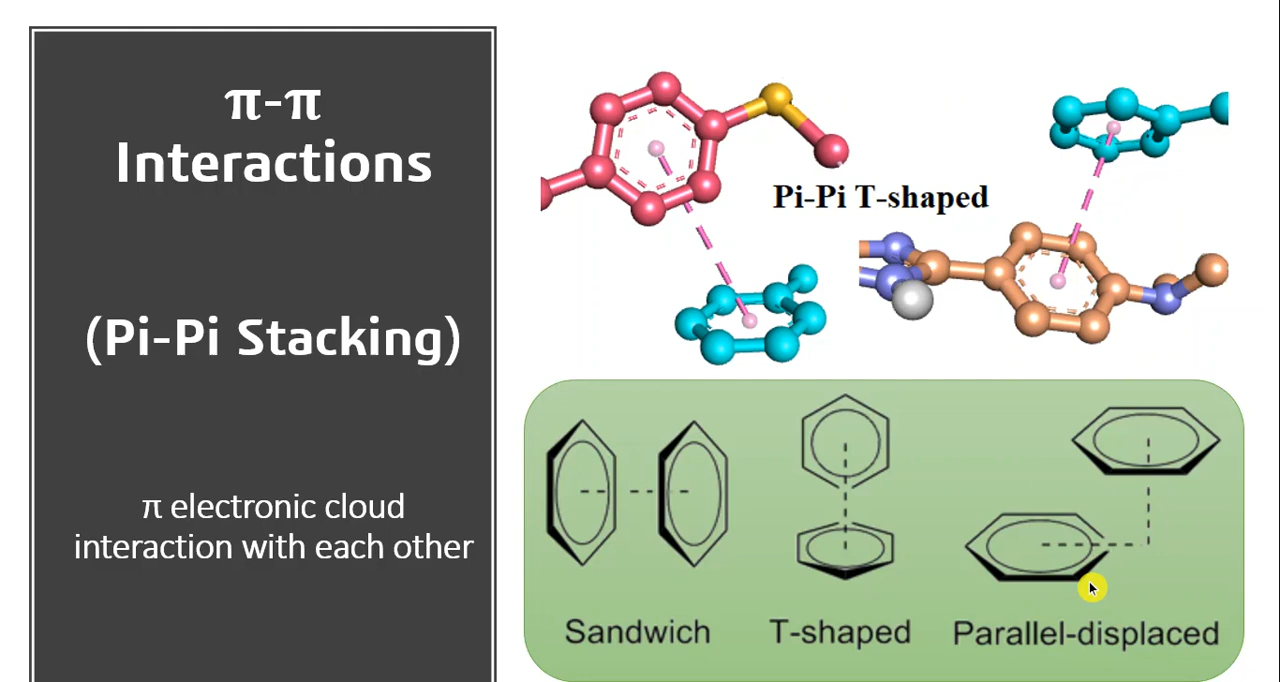 π-π
Interactions
(Pi-Pi Stacking)
π electronic cloud
interaction with each other
Pi-Pi T-shaped
Sandwich
T-shaped
Parallel-displaced